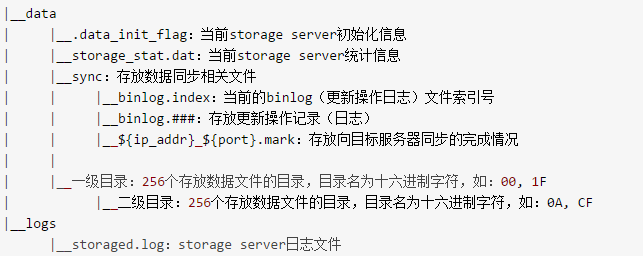 |__data
|     |__.data_init_flag：当前storage server初始化信息
|     |__storage_stat.dat：当前storage server统计信息
|     |__sync：存放数据同步相关文件
|     |     |__binlog.index：当前的binlog（更新操作日志）文件索引号
|     |     |__binlog.###：存放更新操作记录（日志）
|     |     |__${ip_addr}_${port}.mark：存放向目标服务器同步的完成情况
|     |
|     |__一级目录：256个存放数据文件的目录，目录名为十六进制字符，如：00, 1F
|           |__二级目录：256个存放数据文件的目录，目录名为十六进制字符，如：0A, CF
|__logs
      |__storaged.log：storage server日志文件